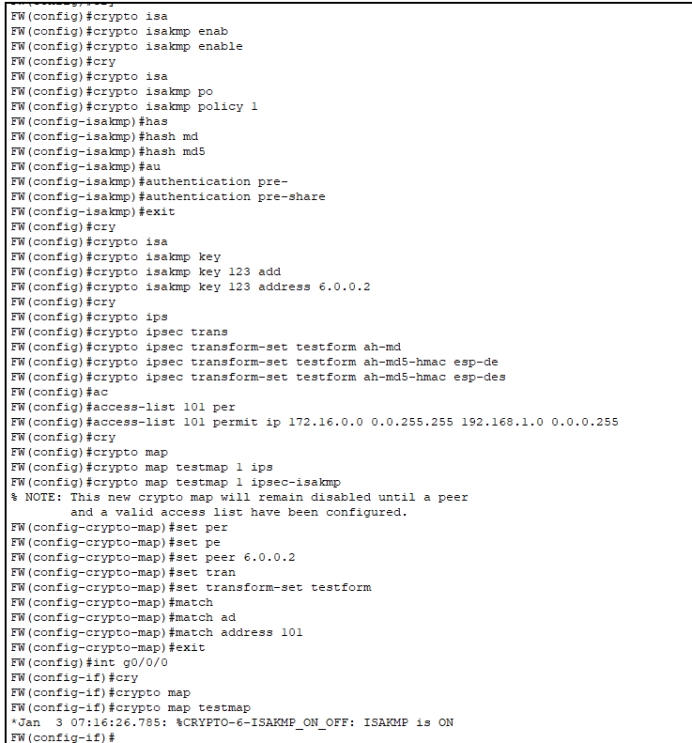 FW(config)#crypto isa
FW(config)#crypto isakmp enab
FW(config)#crypto isakmp enable
FW(config)#cry
FW(config)#crypto isa
FW(config)#crypto isakmp po
FW(config)#crypto isakmp policy 1
FW(config-isakmp)#has
FW(config-isakmp)#hash md
FW(config-isakmp)#hash md5
FW(config-isakmp)#au
FW(config-isakmp)#authentication pre-
FW(config-isakmp)#authentication pre-share
FW(config-isakmp)#exit
FW(config)#cry
FW(config)#crypto isa
FW(config)#crypto isakmp key
FW(config)#crypto isakmp key 123 add
FW(config)#crypto isakmp key 123 address 6.0.0.2
FW(config)#cry
FW(config)#crypto ips
FW(config)#crypto ipsec trans
FW(config)#crypto ipsec transform-set testform ah-md
FW(config)#crypto ipsec transform-set testform ah-md5-hmac esp-de
FW(config)#crypto ipsec transform-set testform ah-md5-hmac esp-des
FW(config)#ac
FW(config)#access-list 101 per
FW(config)#access-list 101 permit ip 172.16.0.0 0.0.255.255 192.168.1.0 0.0.0.255
FW(config)#cry
FW(config)#crypto map
FW(config)#crypto map testmap 1 ips
FW(config)#crypto map testmap 1 ipsec-isakmp
% NOTE: This new crypto map will remain disabled until a peer
and a valid access list have been configured.
FW(config-crypto-map)#set per
FW(config-crypto-map)#set pe
FW(config-crypto-map)#set peer 6.0.0.2
FW(config-crypto-map)#set tran
FW(config-crypto-map)#set transform-set testform
FW(config-crypto-map)#match
FW(config-crypto-map)#match ad
FW(config-crypto-map)#match address 101
FW(config-crypto-map)#exit
FW(config)#int g0/0/0
FW(config-if)#cry
FW(config-if)#crypto map
FW(config-if)#crypto map testmap
*Jan  3 07:16:26.785: %CRYPTO-6-ISAKMP_ON_OFF: ISAKMP is ON
FW(config-if)#